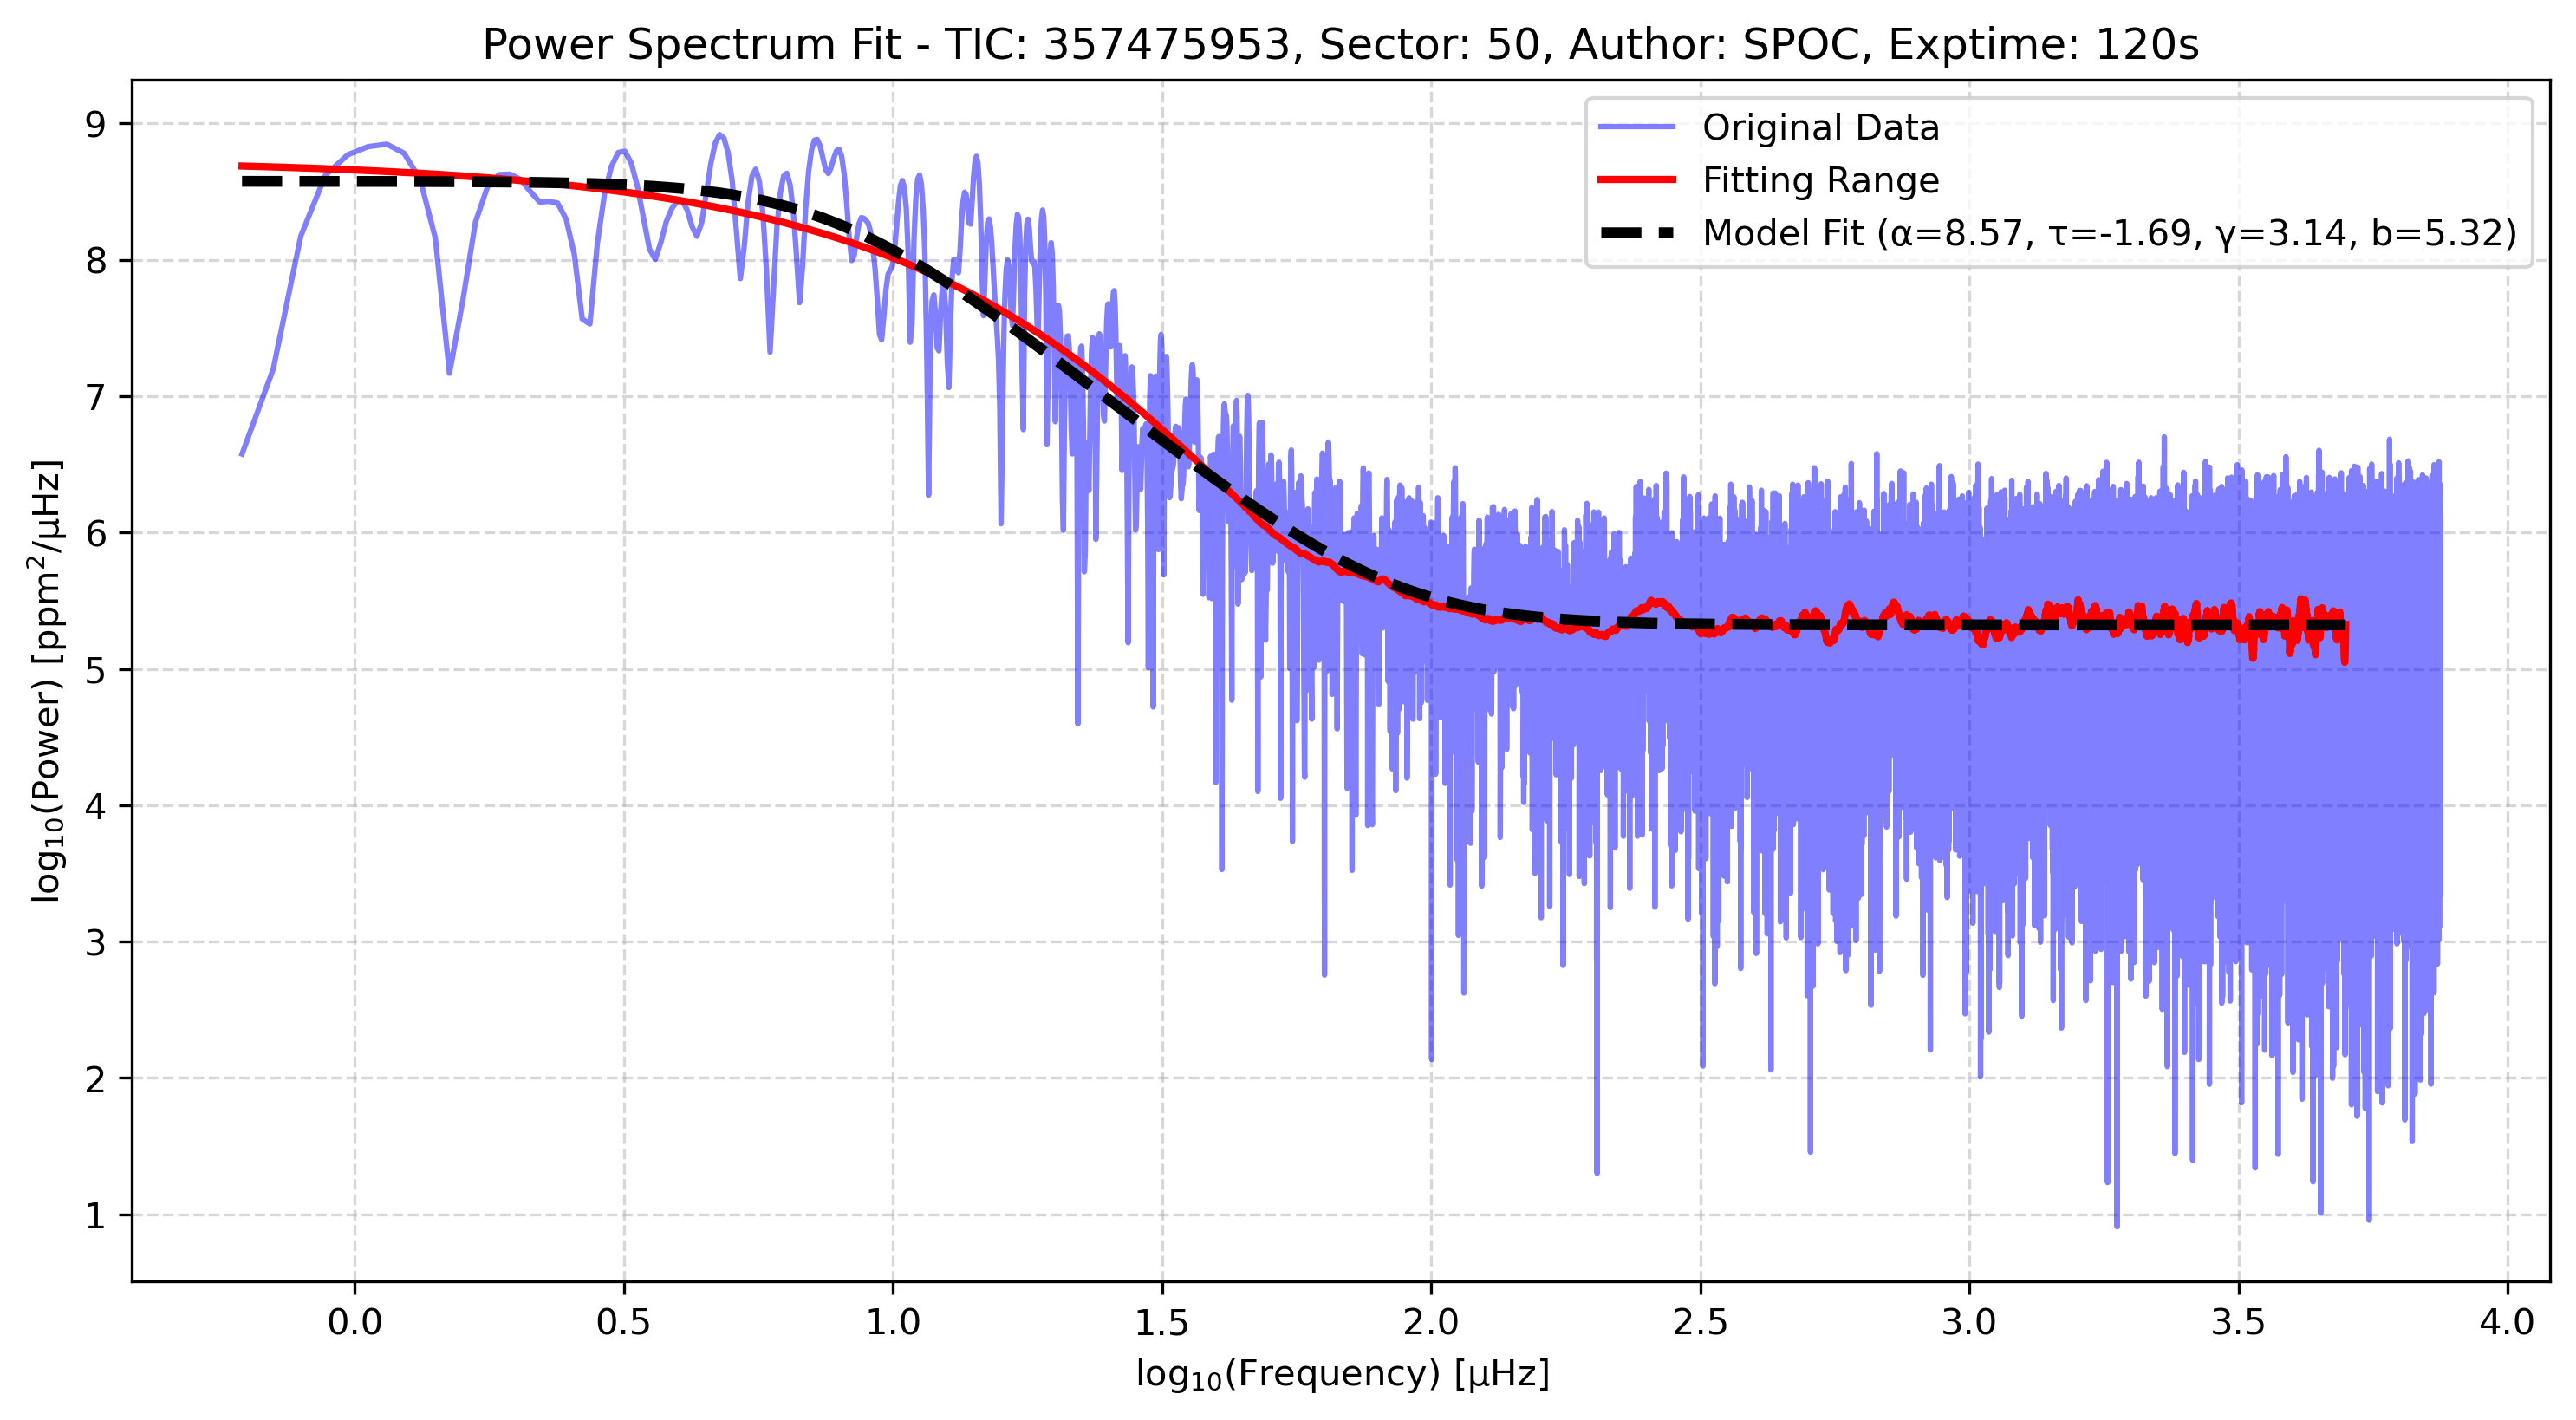 Power Spectrum Fit - TIC: 357475953, Sector: 50, Author: SPOC, Exptime: 120s
Original Data
Fitting Range
Model Fit (α=8.57, τ=-1.69, γ=3.14, b=5.32)
log₁₀(Power) [ppm²/μHz]
9
8
7
6
5
4
3
2
1
0.0 0.5 1.0 1.5 2.0 2.5 3.0 3.5 4.0
log₁₀(Frequency) [μHz]